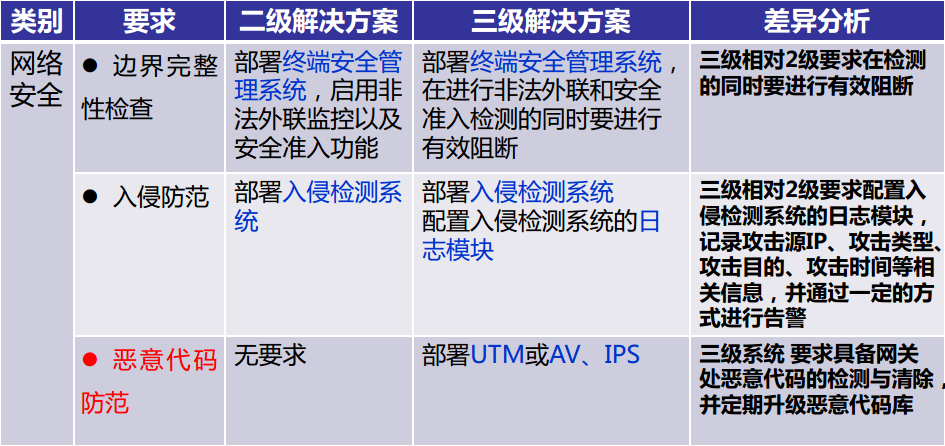 类别 要求 二级解决方案 三级解决方案 差异分析
网络
安全
● 边界完整
性检查
部署终端安全管
理系统，启用非
法外联监控以及
安全准入功能
部署终端安全管理系统，
在进行非法外联和安全
准入检测的同时要进行
有效阻断
三级相对2级要求在检测
的同时要进行有效阻断
● 入侵防范
部署入侵检测系
统
部署入侵检测系统
配置入侵检测系统的日
志模块
三级相对2级要求配置入
侵检测系统的日志模块，
记录攻击源IP、攻击类型、
攻击目的、攻击时间等相
关信息，并通过一定的方
式进行告警
● 恶意代码
防范
无要求
部署UTM或AV、IPS
三级系统 要求具备网关
处恶意代码的检测与清除，
并定期升级恶意代码库